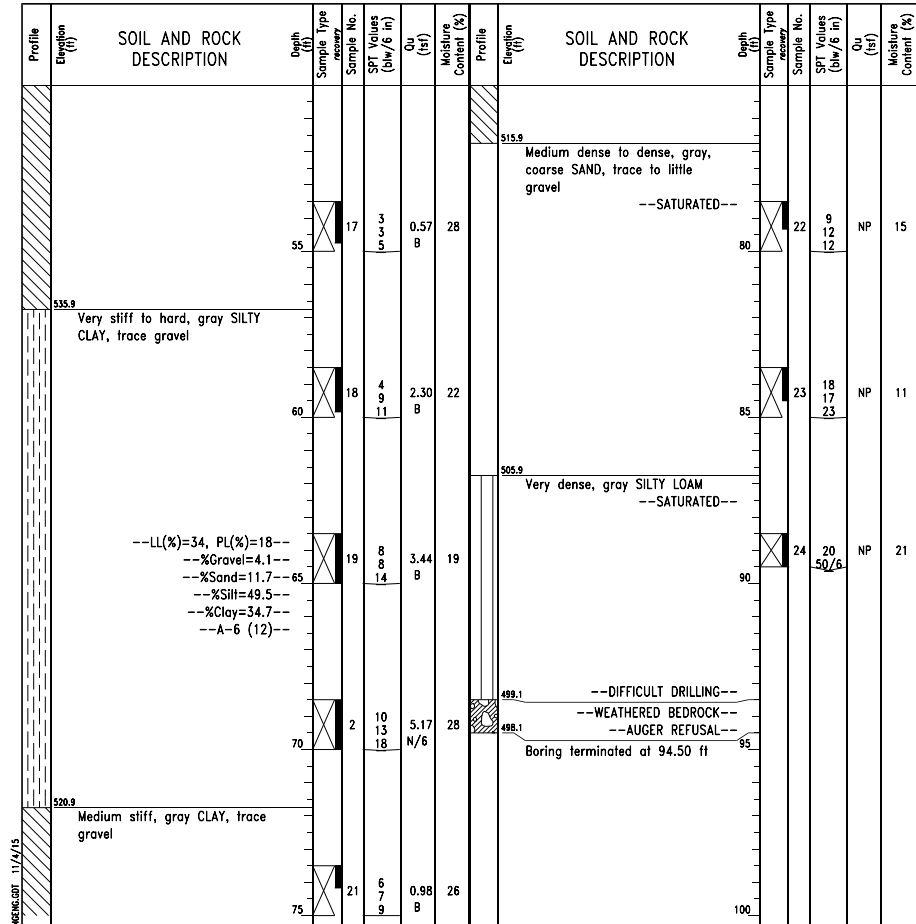 Profile
Elevation (ft)
SOIL AND ROCK
DESCRIPTION
Depth (ft)
Sample Type
recovery
Sample No.
SPT Values (blw/6 in)
Qu (tsf)
Moisture Content (%)
17
3
3
5
0.57
B
28
55
535.9
Very stiff to hard, gray SILTY
CLAY, trace gravel
18
4
9
11
2.30
B
22
60
--LL(%)=34, PL(%)=18--
--%Gravel=4.1--
--%Sand=11.7--
--%Silt=49.5--
--%Clay=34.7--
--A-6 (12)--
19
8
8
14
3.44
B
19
65
2
10
13
18
5.17
N/6
28
70
520.9
Medium stiff, gray CLAY, trace
gravel
21
6
7
9
0.98
B
26
75
Profile
Elevation (ft)
SOIL AND ROCK
DESCRIPTION
Depth (ft)
Sample Type
recovery
Sample No.
SPT Values (blw/6 in)
Qu (tsf)
Moisture Content (%)
515.9
Medium dense to dense, gray,
coarse SAND, trace to little
gravel
--SATURATED--
22
9
12
12
NP
15
80
23
18
17
23
NP
11
85
505.9
Very dense, gray SILTY LOAM
--SATURATED--
24
20
50/6
NP
21
90
499.1
--DIFFICULT DRILLING--
--WEATHERED BEDROCK--
498.1
--AUGER REFUSAL--
Boring terminated at 94.50 ft
95
100
11/4/15